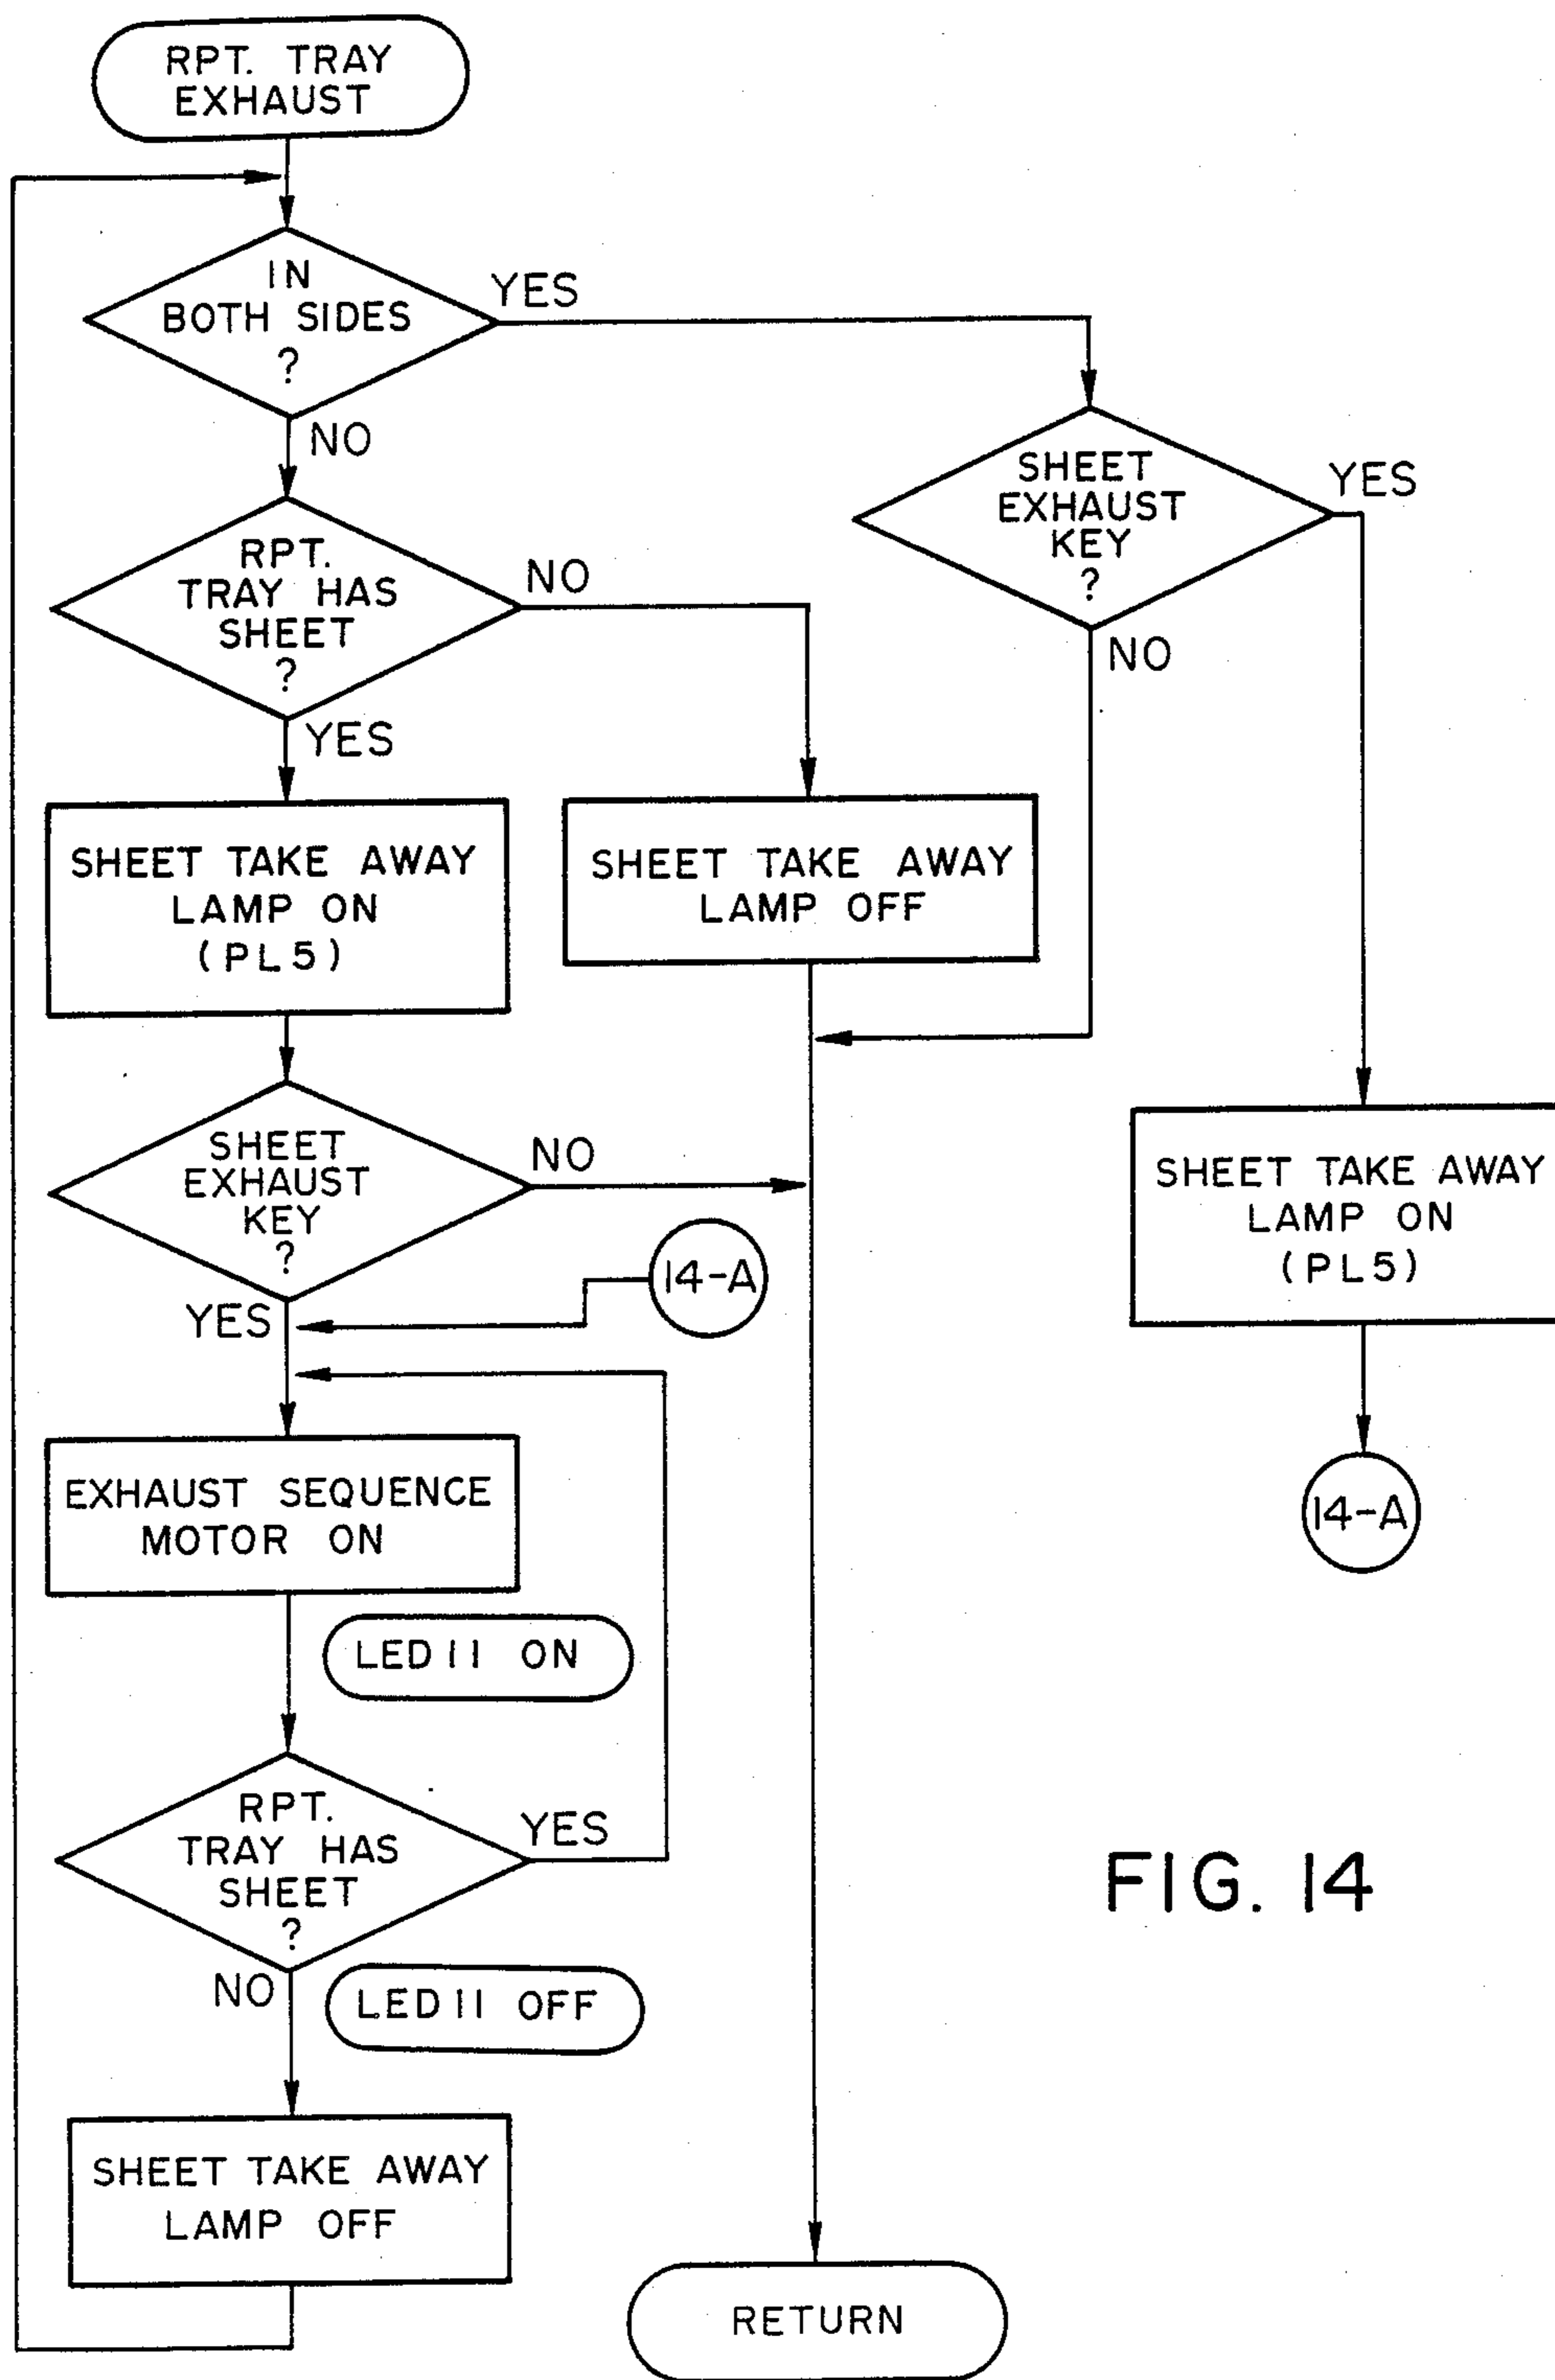 RPT. TRAY
EXHAUST
IN
BOTH SIDES
?
YES
NO
SHEET
EXHAUST
KEY
?
YES
NO
RPT.
TRAY HAS
SHEET
?
NO
YES
SHEET TAKE AWAY
LAMP ON
(PL5)
SHEET TAKE AWAY
LAMP OFF
SHEET
EXHAUST
KEY
?
NO
YES
14-A
SHEET TAKE AWAY
LAMP ON
(PL5)
14-A
EXHAUST SEQUENCE
MOTOR ON
LED11 ON
RPT.
TRAY HAS
SHEET
?
YES
NO
LED11 OFF
SHEET TAKE AWAY
LAMP OFF
RETURN
FIG. 14